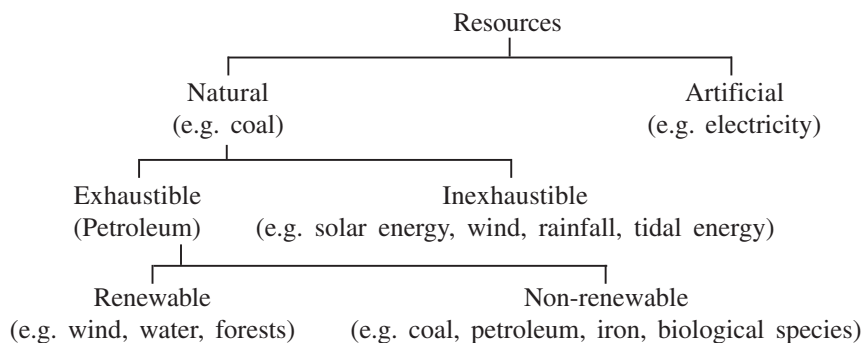 Resources
Natural Artificial
(e.g. coal) (e.g. electricity)
Exhaustible Inexhaustible
(Petroleum) (e.g. solar energy, wind, rainfall, tidal energy)
Renewable Non-renewable
(e.g. wind, water, forests) (e.g. coal, petroleum, iron, biological species)